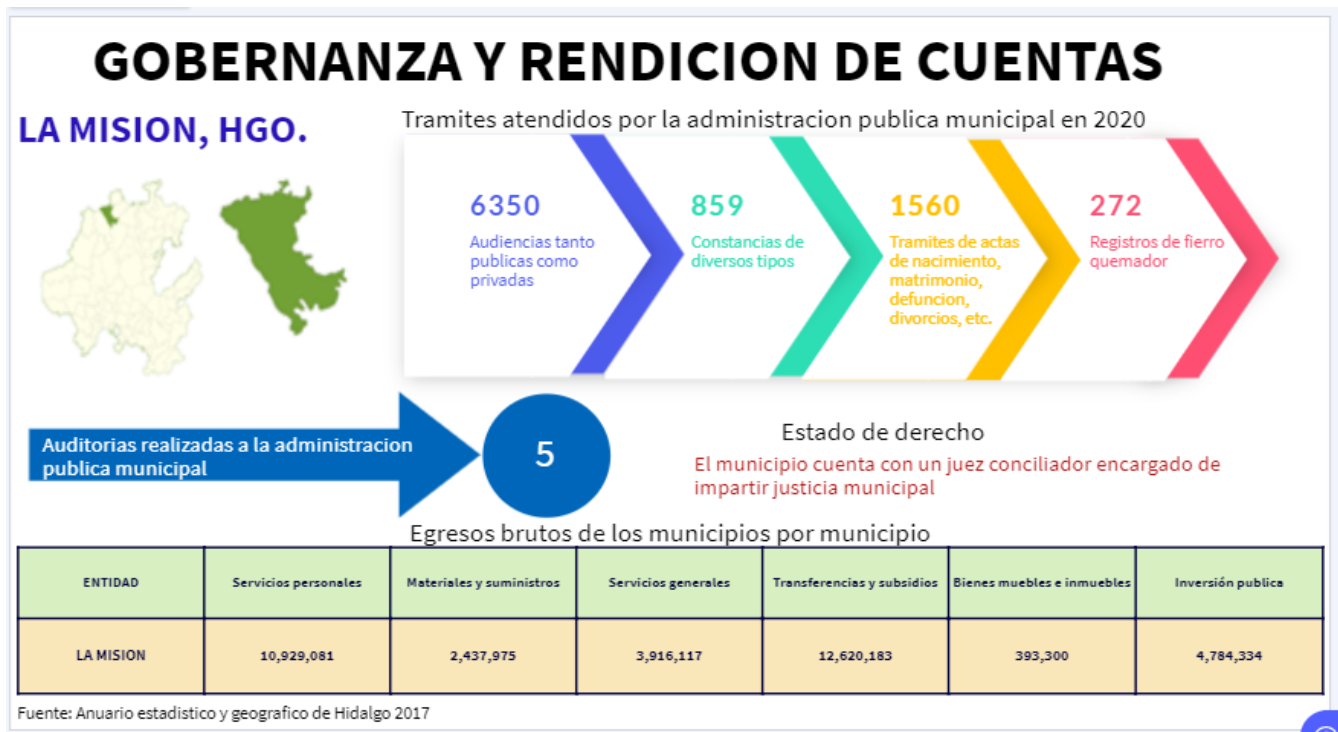 GOBERNANZA Y RENDICION DE CUENTAS
LA MISION, HGO.
Tramites atendidos por la administracion publica municipal en 2020
6350
Audiencias tanto
publicas como
privadas
859
Constancias de
diversos tipos
1560
Tramites de actas
de nacimiento,
matrimonio,
defuncion,
divorcios, etc.
272
Registros de fierro
quemador
Auditorias realizadas a la administracion
publica municipal
5
Estado de derecho
El municipio cuenta con un juez conciliador encargado de
impartir justicia municipal
Egresos brutos de los municipios por municipio
ENTIDAD Servicios personales Materiales y suministros Servicios generales Transferencias y subsidios Bienes muebles e inmuebles Inversión publica
LA MISION 10,929,081 2,437,975 3,916,117 12,620,183 393,300 4,784,334
Fuente: Anuario estadistico y geografico de Hidalgo 2017